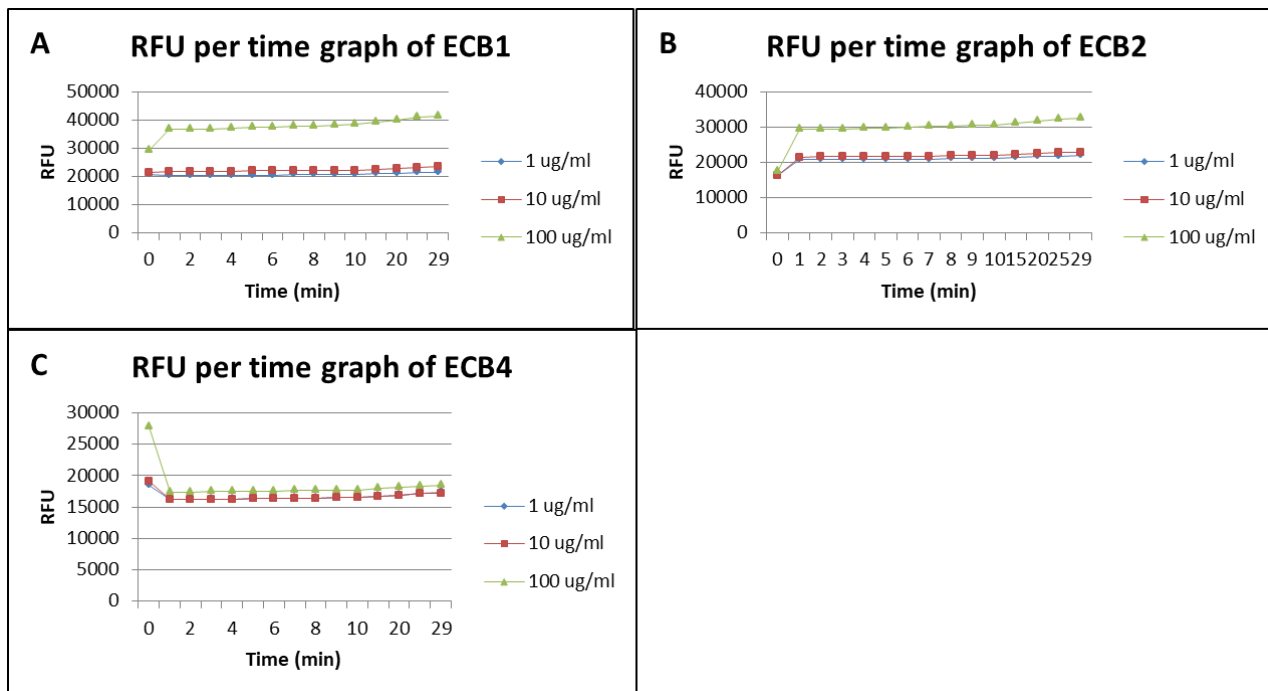 A
RFU per time graph of ECB1
50000
40000
30000
20000
10000
0
RFU
0 2 4 6 8 10 20 29
Time (min)
1 ug/ml
10 ug/ml
100 ug/ml
B
RFU per time graph of ECB2
40000
30000
20000
10000
0
RFU
0 1 2 3 4 5 6 7 8 9 10 15 20 25 29
Time (min)
1 ug/ml
10 ug/ml
100 ug/ml
C
RFU per time graph of ECB4
30000
25000
20000
15000
10000
5000
0
RFU
0 2 4 6 8 10 20 29
Time (min)
1 ug/ml
10 ug/ml
100 ug/ml